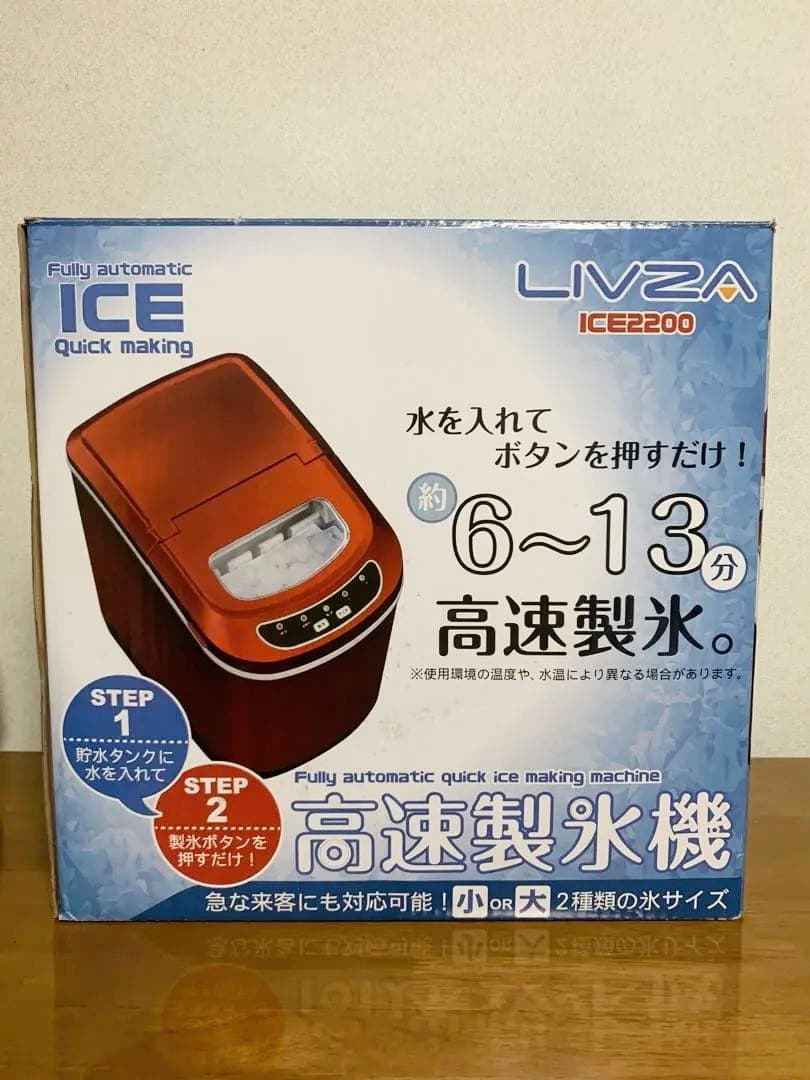 Fully automatic
ICE
Quick making
LIVZA
ICE2200
水を入れて
ボタンを押すだけ！
約6〜13分
高速製氷。
※使用環境の温度や、水温により異なる場合があります。
STEP
1
貯水タンクに
水を入れて
STEP
2
製氷ボタンを
押すだけ！
Fully automatic quick ice making machine
高速製氷機
急な来客にも対応可能！小OR大2種類の氷サイズ